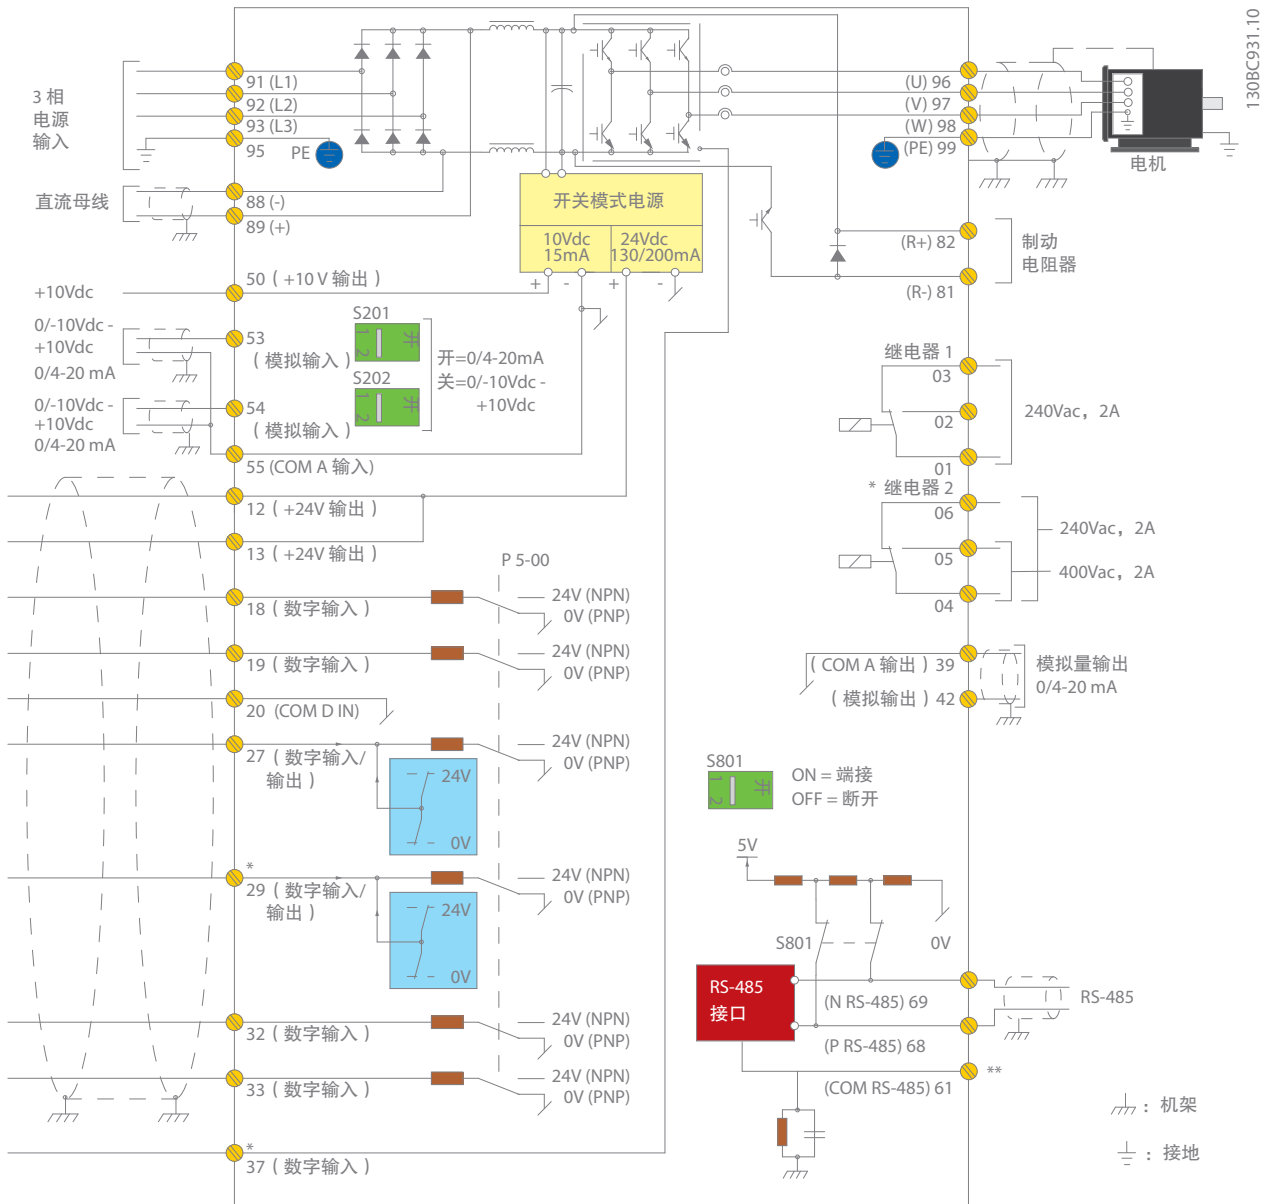 130BC931.10
3 相
电源
输入
91 (L1)
92 (L2)
93 (L3)
95
PE
直流母线
88 (-)
89 (+)
开关模式电源
10Vdc
15mA
24Vdc
130/200mA
+ - + -
(U) 96
(V) 97
(W) 98
(PE) 99
电机
(R+) 82
(R-) 81
制动
电阻器
+10Vdc
50 ( +10 V 输出 )
0/-10Vdc -
+10Vdc
0/4-20 mA
53
( 模拟输入 )
S201
1 2 开
开=0/4-20mA
关=0/-10Vdc -
+10Vdc
0/-10Vdc -
+10Vdc
0/4-20 mA
54
( 模拟输入 )
S202
1 2 开
55 (COM A 输入)
12 ( +24V 输出 )
13 ( +24V 输出 )
继电器 1
03
02
01
240Vac, 2A
* 继电器 2
06
05
04
240Vac, 2A
400Vac, 2A
P 5-00
18 ( 数字输入 )
24V (NPN)
0V (PNP)
19 ( 数字输入 )
24V (NPN)
0V (PNP)
20 (COM D IN)
27 ( 数字输入/
输出 )
24V
0V
24V (NPN)
0V (PNP)
*
29 ( 数字输入/
输出 )
24V
0V
24V (NPN)
0V (PNP)
32 ( 数字输入 )
24V (NPN)
0V (PNP)
33 ( 数字输入 )
24V (NPN)
0V (PNP)
*
37 ( 数字输入 )
( COM A 输出 ) 39
( 模拟输出 ) 42
模拟量输出
0/4-20 mA
S801
1 2 开
ON = 端接
OFF = 断开
5V
S801
0V
RS-485
接口
(N RS-485) 69
(P RS-485) 68
(COM RS-485) 61
**
RS-485
: 机架
: 接地